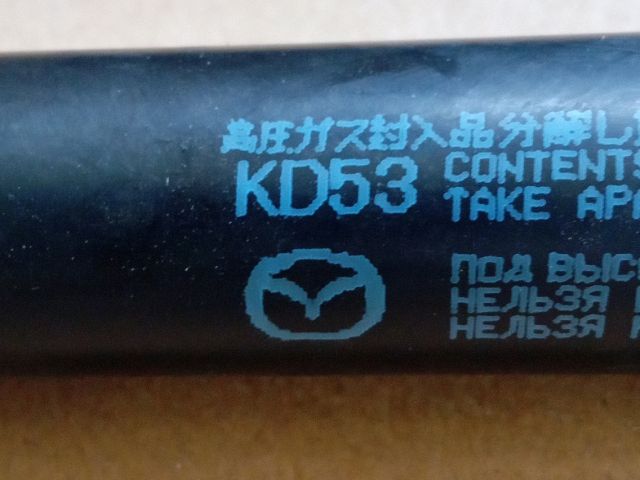 高圧ガス封入品分解し
KD53
CONTENTS
TAKE
ПОД
НЕЛЬЗЯ
НЕЛЬЗЯ